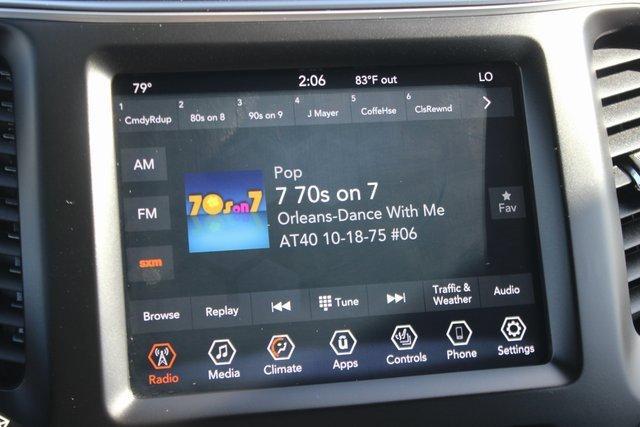 79° 2:06 83°F out LO
1 CmdyRdup 2 80s on 8 3 90s on 9 4 J Mayer 5 CoffeHse 6 ClsRewnd
AM
FM
sxm
70s on 7
Pop
7 70s on 7
Orleans-Dance With Me
AT40 10-18-75 #06
Fav
Browse Replay Tune Traffic & Weather Audio
Radio Media Climate Apps Controls Phone Settings